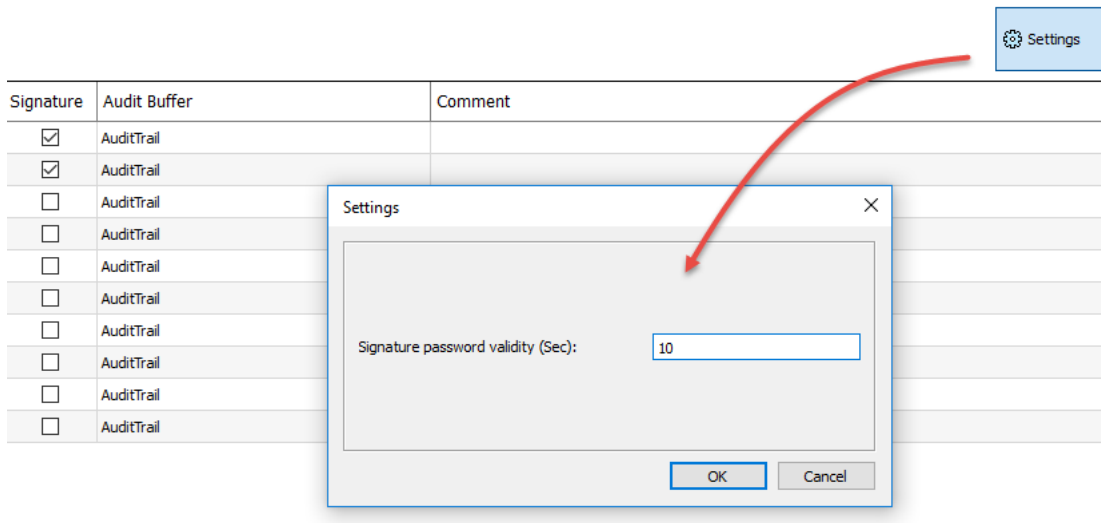 Settings
Signature Audit Buffer Comment
AuditTrail
AuditTrail
AuditTrail
AuditTrail
AuditTrail
AuditTrail
AuditTrail
AuditTrail
AuditTrail
AuditTrail
Settings
Signature password validity (Sec): 10
OK Cancel